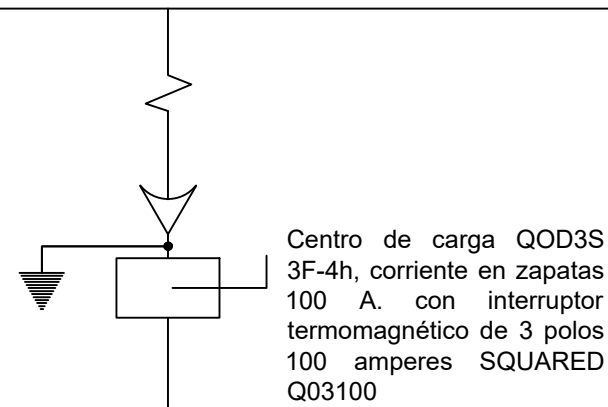 Centro de carga QOD3S
3F-4h, corriente en zapatas
100 A. con interruptor
termomagnético de 3 polos
100 amperes SQUARED
Q03100